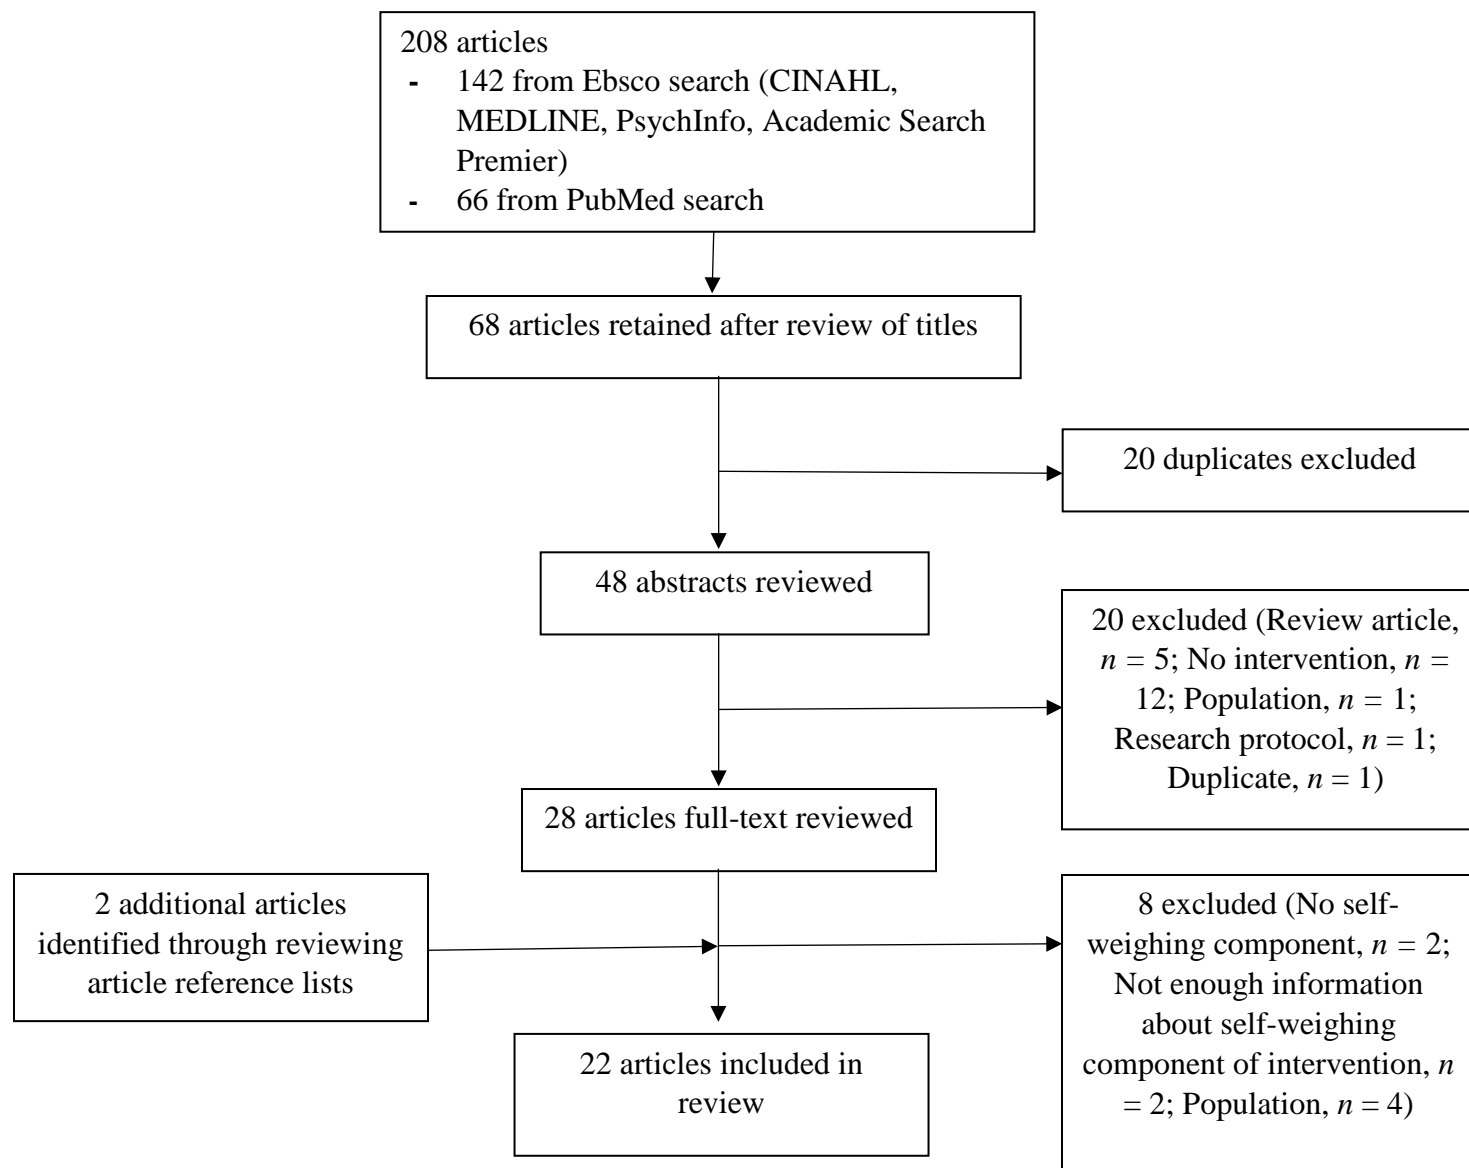 208 articles
- 142 from Ebsco search (CINAHL,
MEDLINE, PsychInfo, Academic Search
Premier)
- 66 from PubMed search
68 articles retained after review of titles
20 duplicates excluded
48 abstracts reviewed
20 excluded (Review article,
n = 5; No intervention, n =
12; Population, n = 1;
Research protocol, n = 1;
Duplicate, n = 1)
28 articles full-text reviewed
2 additional articles
identified through reviewing
article reference lists
8 excluded (No self-
weighing component, n = 2;
Not enough information
about self-weighing
component of intervention, n
= 2; Population, n = 4)
22 articles included in
review